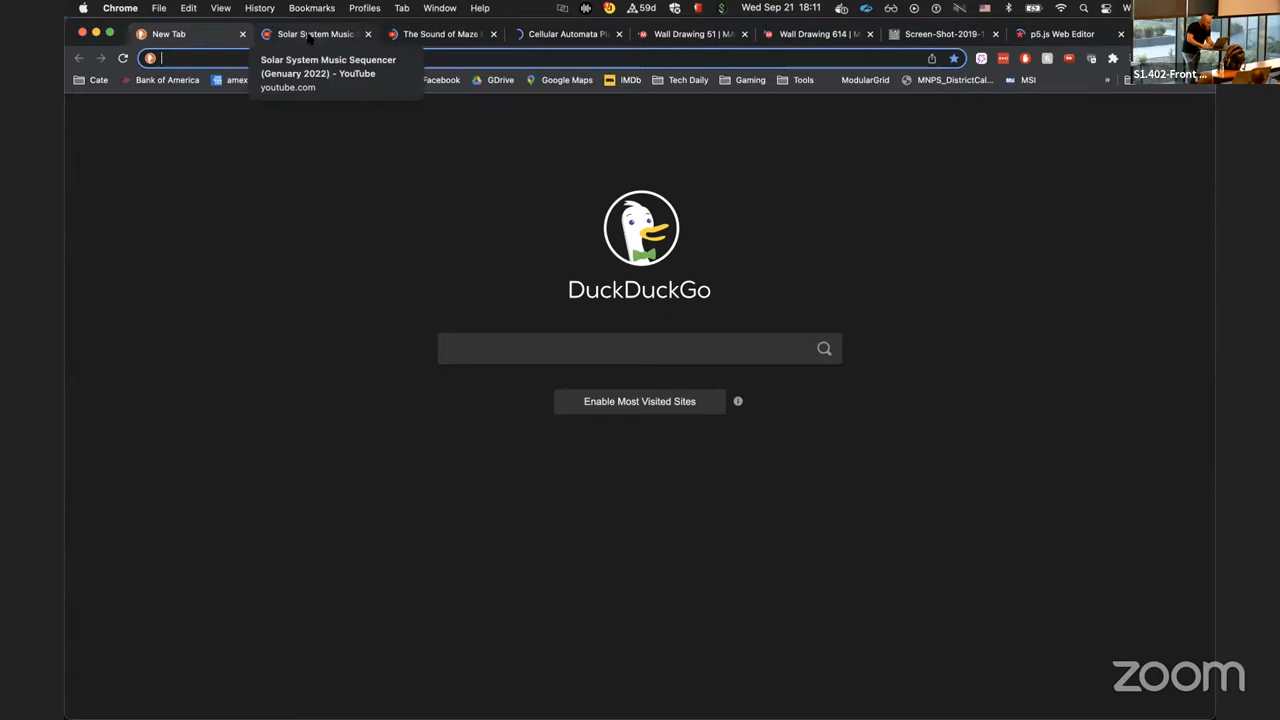 Chrome File Edit View History Bookmarks Profiles Tab Window Help 59d Wed Sep 21 18:11
New Tab Solar System Music The Sound of Maze Cellular Automata Wall Drawing 51 | M Wall Drawing 614 | M Screen-Shot-2019-1 p5.js Web Editor
Solar System Music Sequencer
(Genuary 2022) - YouTube
youtube.com
Cate Bank of America amex Facebook GDrive Google Maps IMDb Tech Daily Gaming Tools ModularGrid MNPS_DistrictCal... MSI »
S1.402-Front ...
DuckDuckGo
Enable Most Visited Sites
zoom